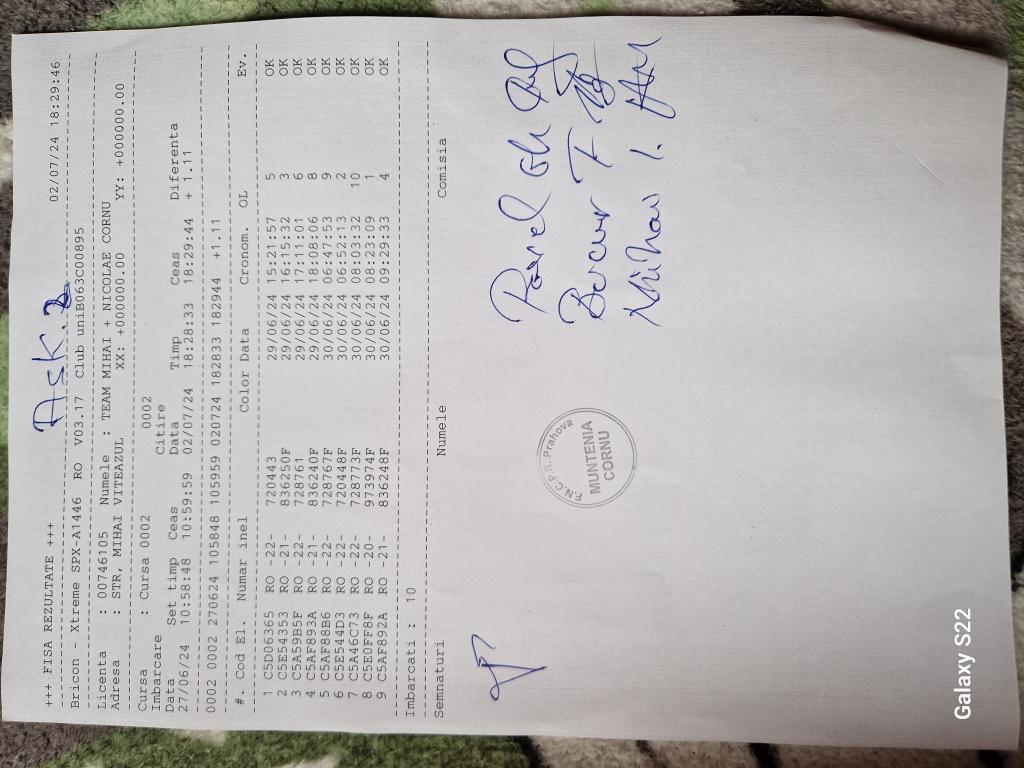 Ask. 2
+++ FISA REZULTATE +++ 02/07/24 18:29:46
Bricon - Xtreme SPX-A1446 RO V03.17 Club uniB063C00895
Licenta : 00746105 Numele : TEAM MIHAI + NICOLAE CORNU
Adresa : STR, MIHAI VITEAZUL XX: +000000.00 YY: +000000.00
Cursa : Cursa 0002 0002
Imbarcare Citire
Data Set timp Ceas Data Timp Ceas Diferenta
27/06/24 10:58:48 10:59:59 02/07/24 18:28:33 18:29:44 + 1.11
0002 0002 270624 105848 105959 020724 182833 182944 +1.11
#. Cod El. Numar inel Color Data Cronom. OL Ev.
1 C5D06365 RO -22- 720443 29/06/24 15:21:57 5 OK
2 C5E54353 RO -21- 836250F 29/06/24 16:15:32 3 OK
3 C5A59B5F RO -22- 728761 29/06/24 17:11:01 6 OK
4 C5AF893A RO -21- 836240F 29/06/24 18:08:06 8 OK
5 C5AF88B6 RO -22- 728767F 30/06/24 06:47:53 9 OK
6 C5E544D3 RO -22- 720448F 30/06/24 06:52:13 2 OK
7 C5A46C73 RO -22- 728773F 30/06/24 08:03:32 10 OK
8 C5E0FF8F RO -20- 973974F 30/06/24 08:23:09 1 OK
9 C5AF892A RO -21- 836248F 30/06/24 09:29:33 4 OK
Imbarcati : 10
Semnaturi Numele Comisia
Pavel Gh
Bucur F
Mihai I.
F.N.C.P.R. Prahova
MUNTENIA
CORNU
Galaxy S22